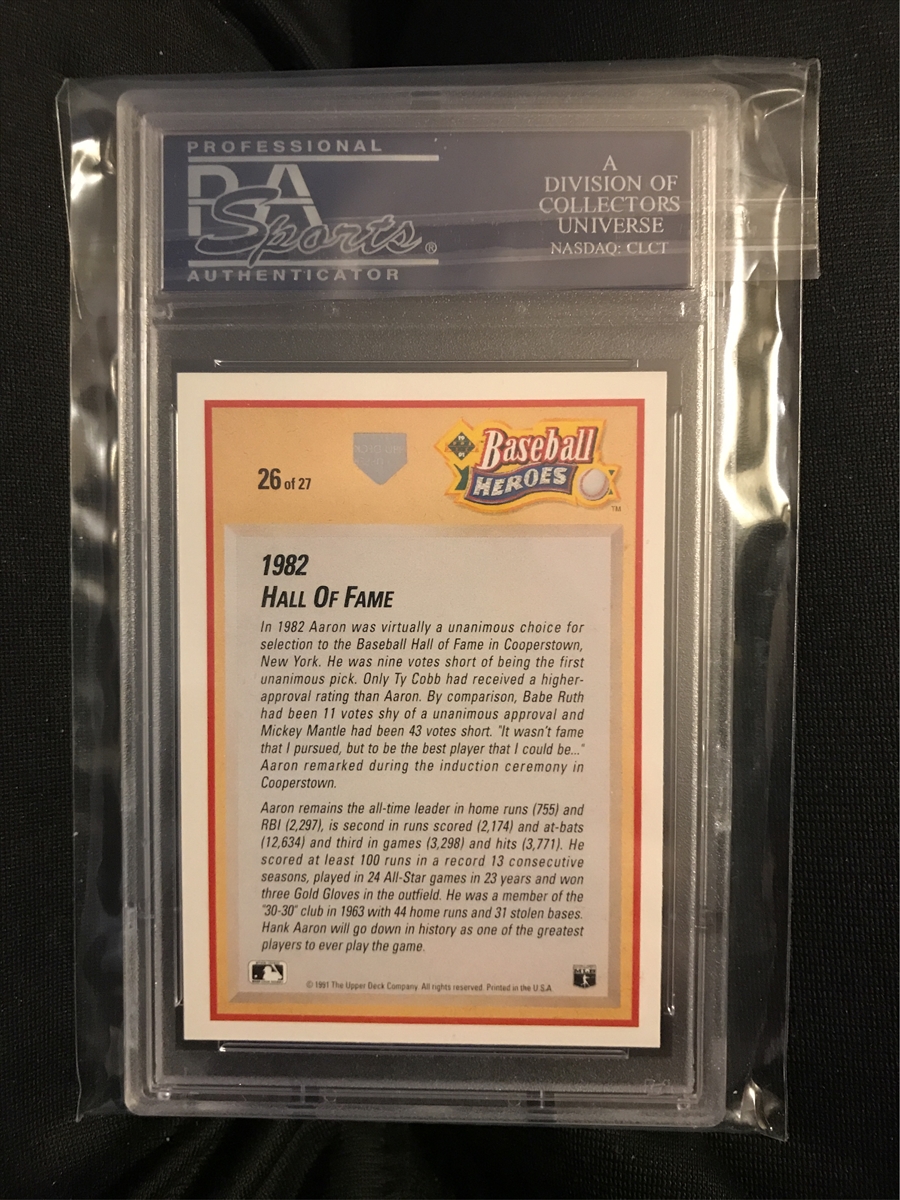 PROFESSIONAL
PSA
Sports®
AUTHENTICATOR
A
DIVISION OF
COLLECTORS
UNIVERSE
NASDAQ: CLCT
26 of 27
Baseball
HEROES
TM
1982
HALL OF FAME
In 1982 Aaron was virtually a unanimous choice for
selection to the Baseball Hall of Fame in Cooperstown,
New York. He was nine votes short of being the first
unanimous pick. Only Ty Cobb had received a higher-
approval rating than Aaron. By comparison, Babe Ruth
had been 11 votes shy of a unanimous approval and
Mickey Mantle had been 43 votes short. "It wasn't fame
that I pursued, but to be the best player that I could be..."
Aaron remarked during the induction ceremony in
Cooperstown.
Aaron remains the all-time leader in home runs (755) and
RBI (2,297), is second in runs scored (2,174) and at-bats
(12,634) and third in games (3,298) and hits (3,771). He
scored at least 100 runs in a record 13 consecutive
seasons, played in 24 All-Star games in 23 years and won
three Gold Gloves in the outfield. He was a member of the
"30-30" club in 1963 with 44 home runs and 31 stolen bases.
Hank Aaron will go down in history as one of the greatest
players to ever play the game.
© 1991 The Upper Deck Company. All rights reserved. Printed in the U.S.A.